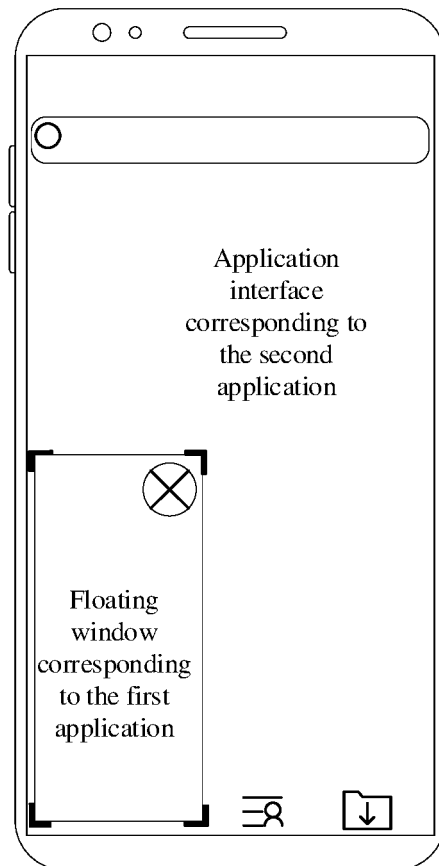 Application
interface
corresponding to
the second
application
Floating
window
corresponding
to the first
application